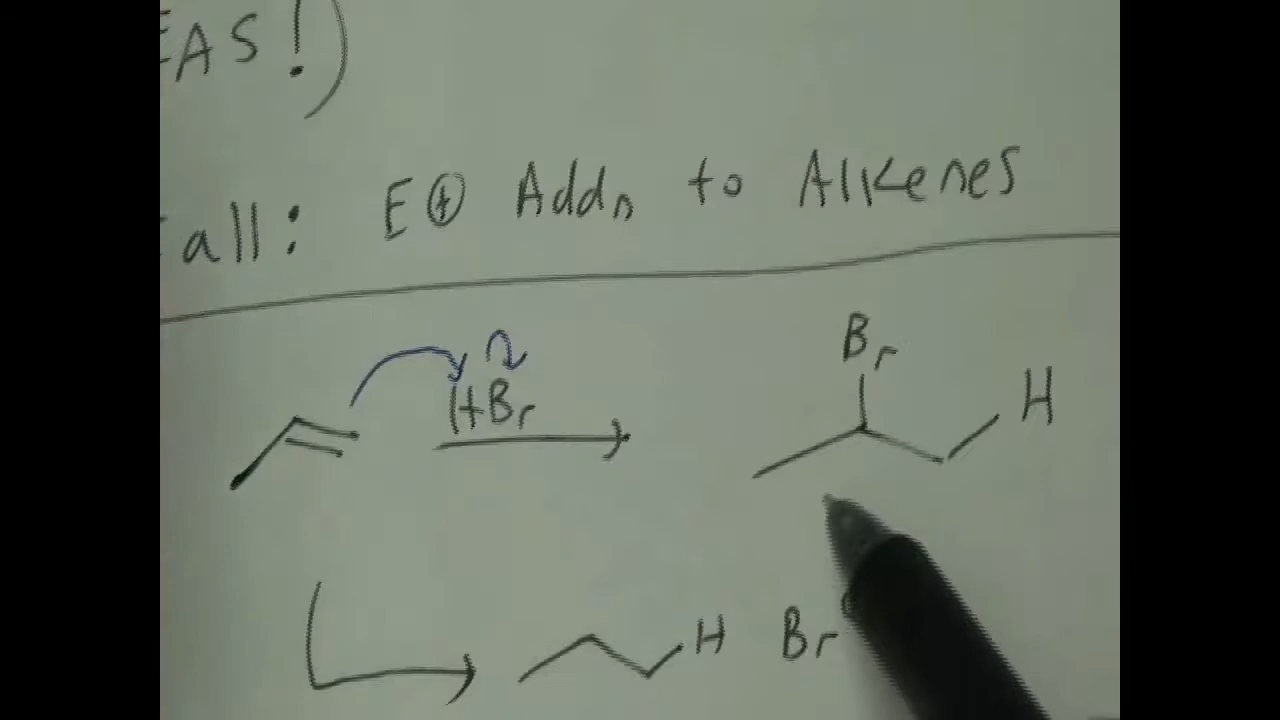 EAS!)
all: E⊕ Addn to Alkenes
HBr
Br
H
H Br